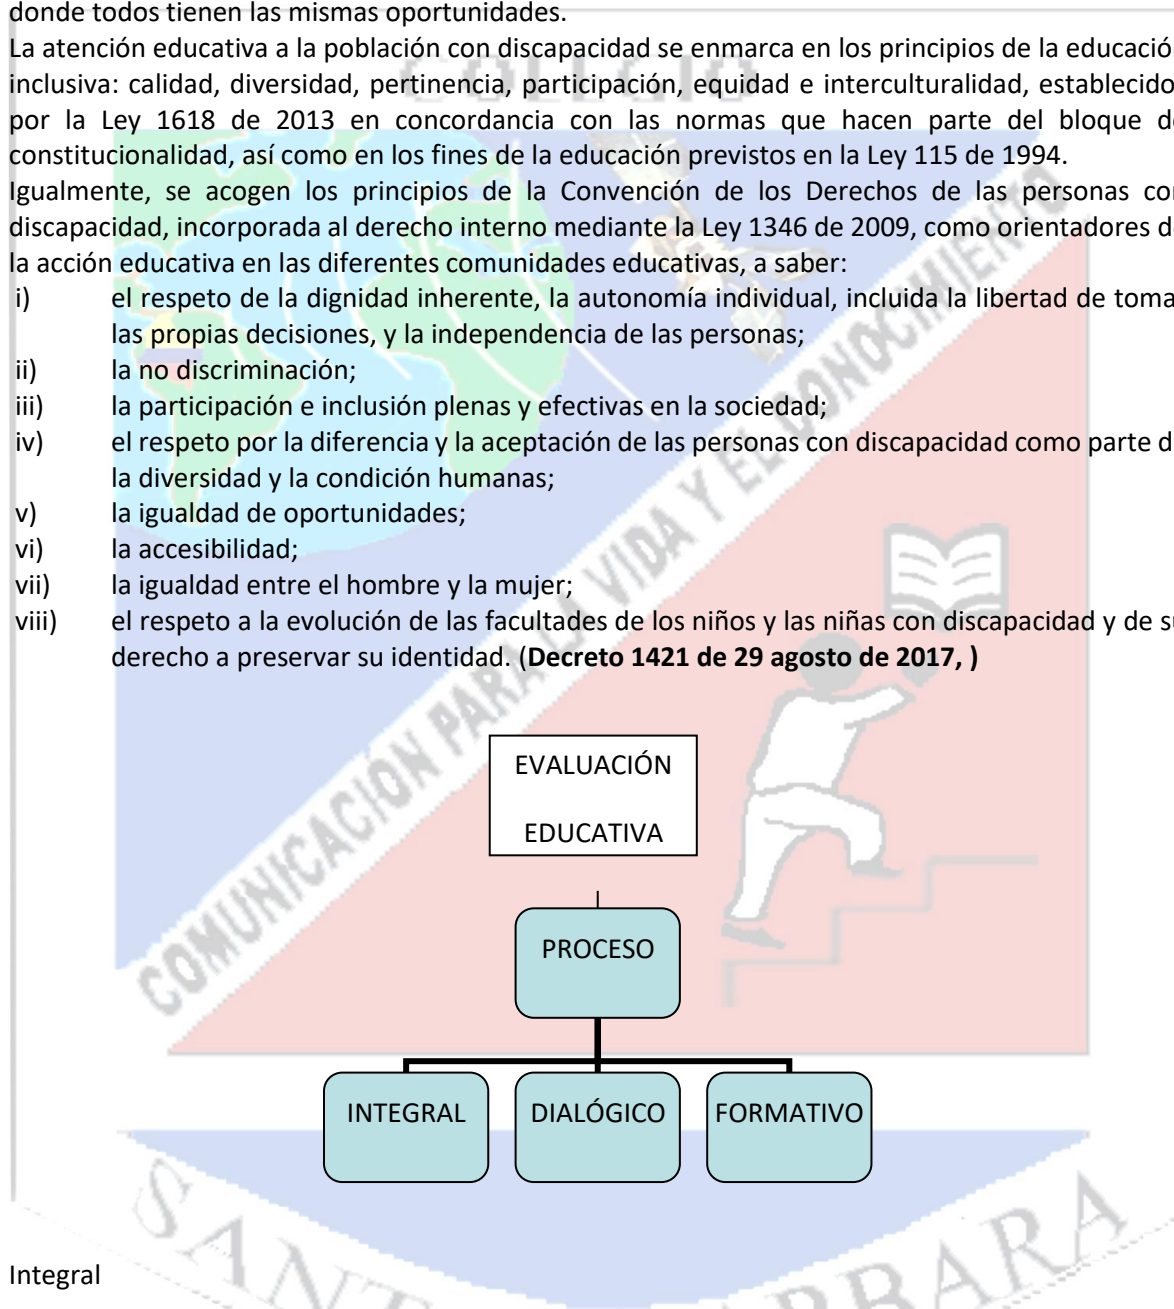 donde todos tienen las mismas oportunidades.
La atención educativa a la población con discapacidad se enmarca en los principios de la educació
inclusiva: calidad, diversidad, pertinencia, participación, equidad e interculturalidad, establecido
por la Ley 1618 de 2013 en concordancia con las normas que hacen parte del bloque d
constitucionalidad, así como en los fines de la educación previstos en la Ley 115 de 1994.
Igualmente, se acogen los principios de la Convención de los Derechos de las personas co
discapacidad, incorporada al derecho interno mediante la Ley 1346 de 2009, como orientadores d
la acción educativa en las diferentes comunidades educativas, a saber:
i) el respeto de la dignidad inherente, la autonomía individual, incluida la libertad de toma
las propias decisiones, y la independencia de las personas;
ii) la no discriminación;
iii) la participación e inclusión plenas y efectivas en la sociedad;
iv) el respeto por la diferencia y la aceptación de las personas con discapacidad como parte d
la diversidad y la condición humanas;
v) la igualdad de oportunidades;
vi) la accesibilidad;
vii) la igualdad entre el hombre y la mujer;
viii) el respeto a la evolución de las facultades de los niños y las niñas con discapacidad y de s
derecho a preservar su identidad. (Decreto 1421 de 29 agosto de 2017, )
COLEGIO
COMUNICACION PARA LA VIDA Y EL CONOCIMIENTO
EVALUACIÓN
EDUCATIVA
PROCESO
INTEGRAL DIALÓGICO FORMATIVO
Integral